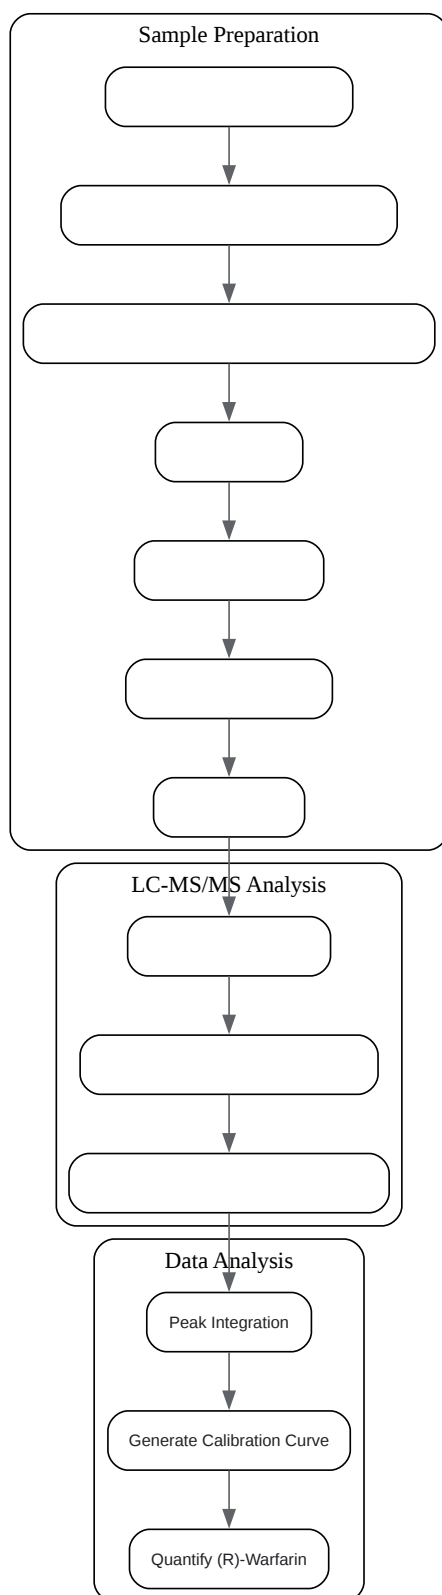 Sample Preparation
LC-MS/MS Analysis
Data Analysis
Peak Integration
Generate Calibration Curve
Quantify (R)-Warfarin